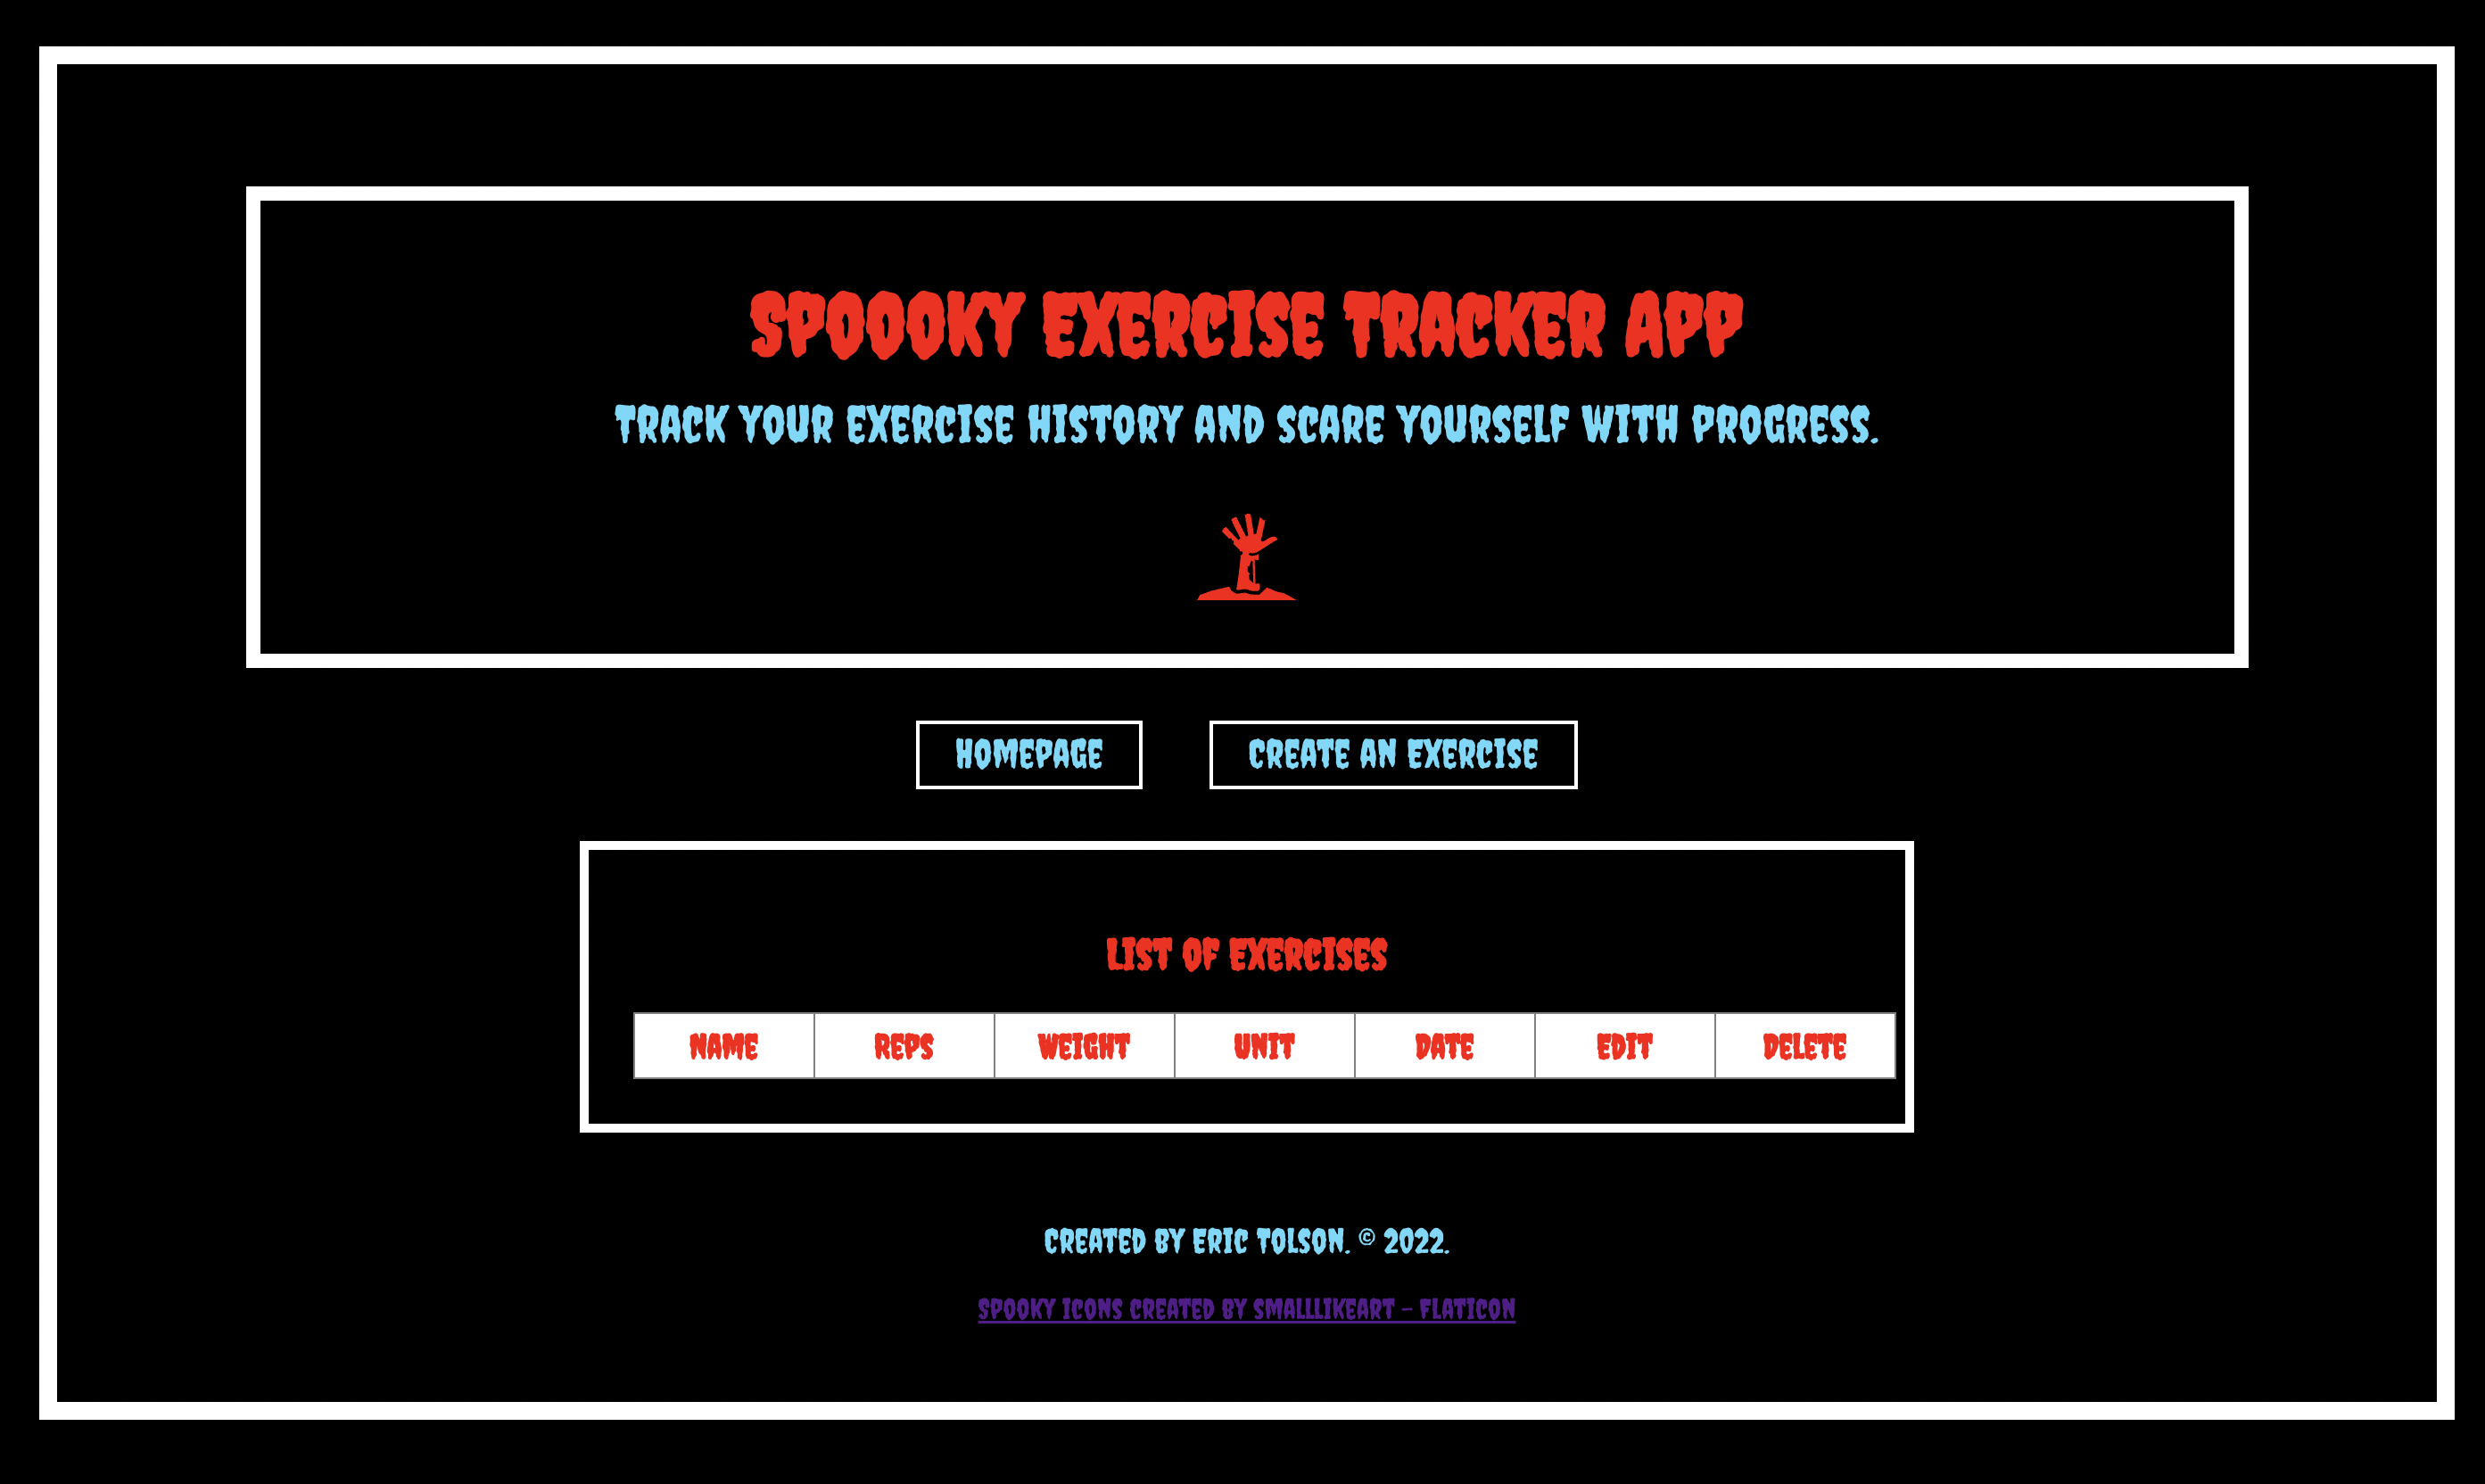 SPOOOKY EXERCISE TRACKER APP
TRACK YOUR EXERCISE HISTORY AND SCARE YOURSELF WITH PROGRESS.
HOMEPAGE CREATE AN EXERCISE
LIST OF EXERCISES
NAME REPS WEIGHT UNIT DATE EDIT DELETE
CREATED BY ERIC TOLSON. © 2022.
SPOOKY ICONS CREATED BY SMALLLIKEART - FLATICON